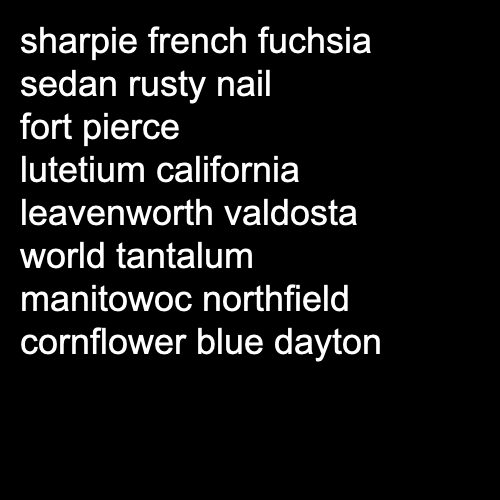 sharpie french fuchsia
sedan rusty nail
fort pierce
lutetium california
leavenworth valdosta
world tantalum
manitowoc northfield
cornflower blue dayton